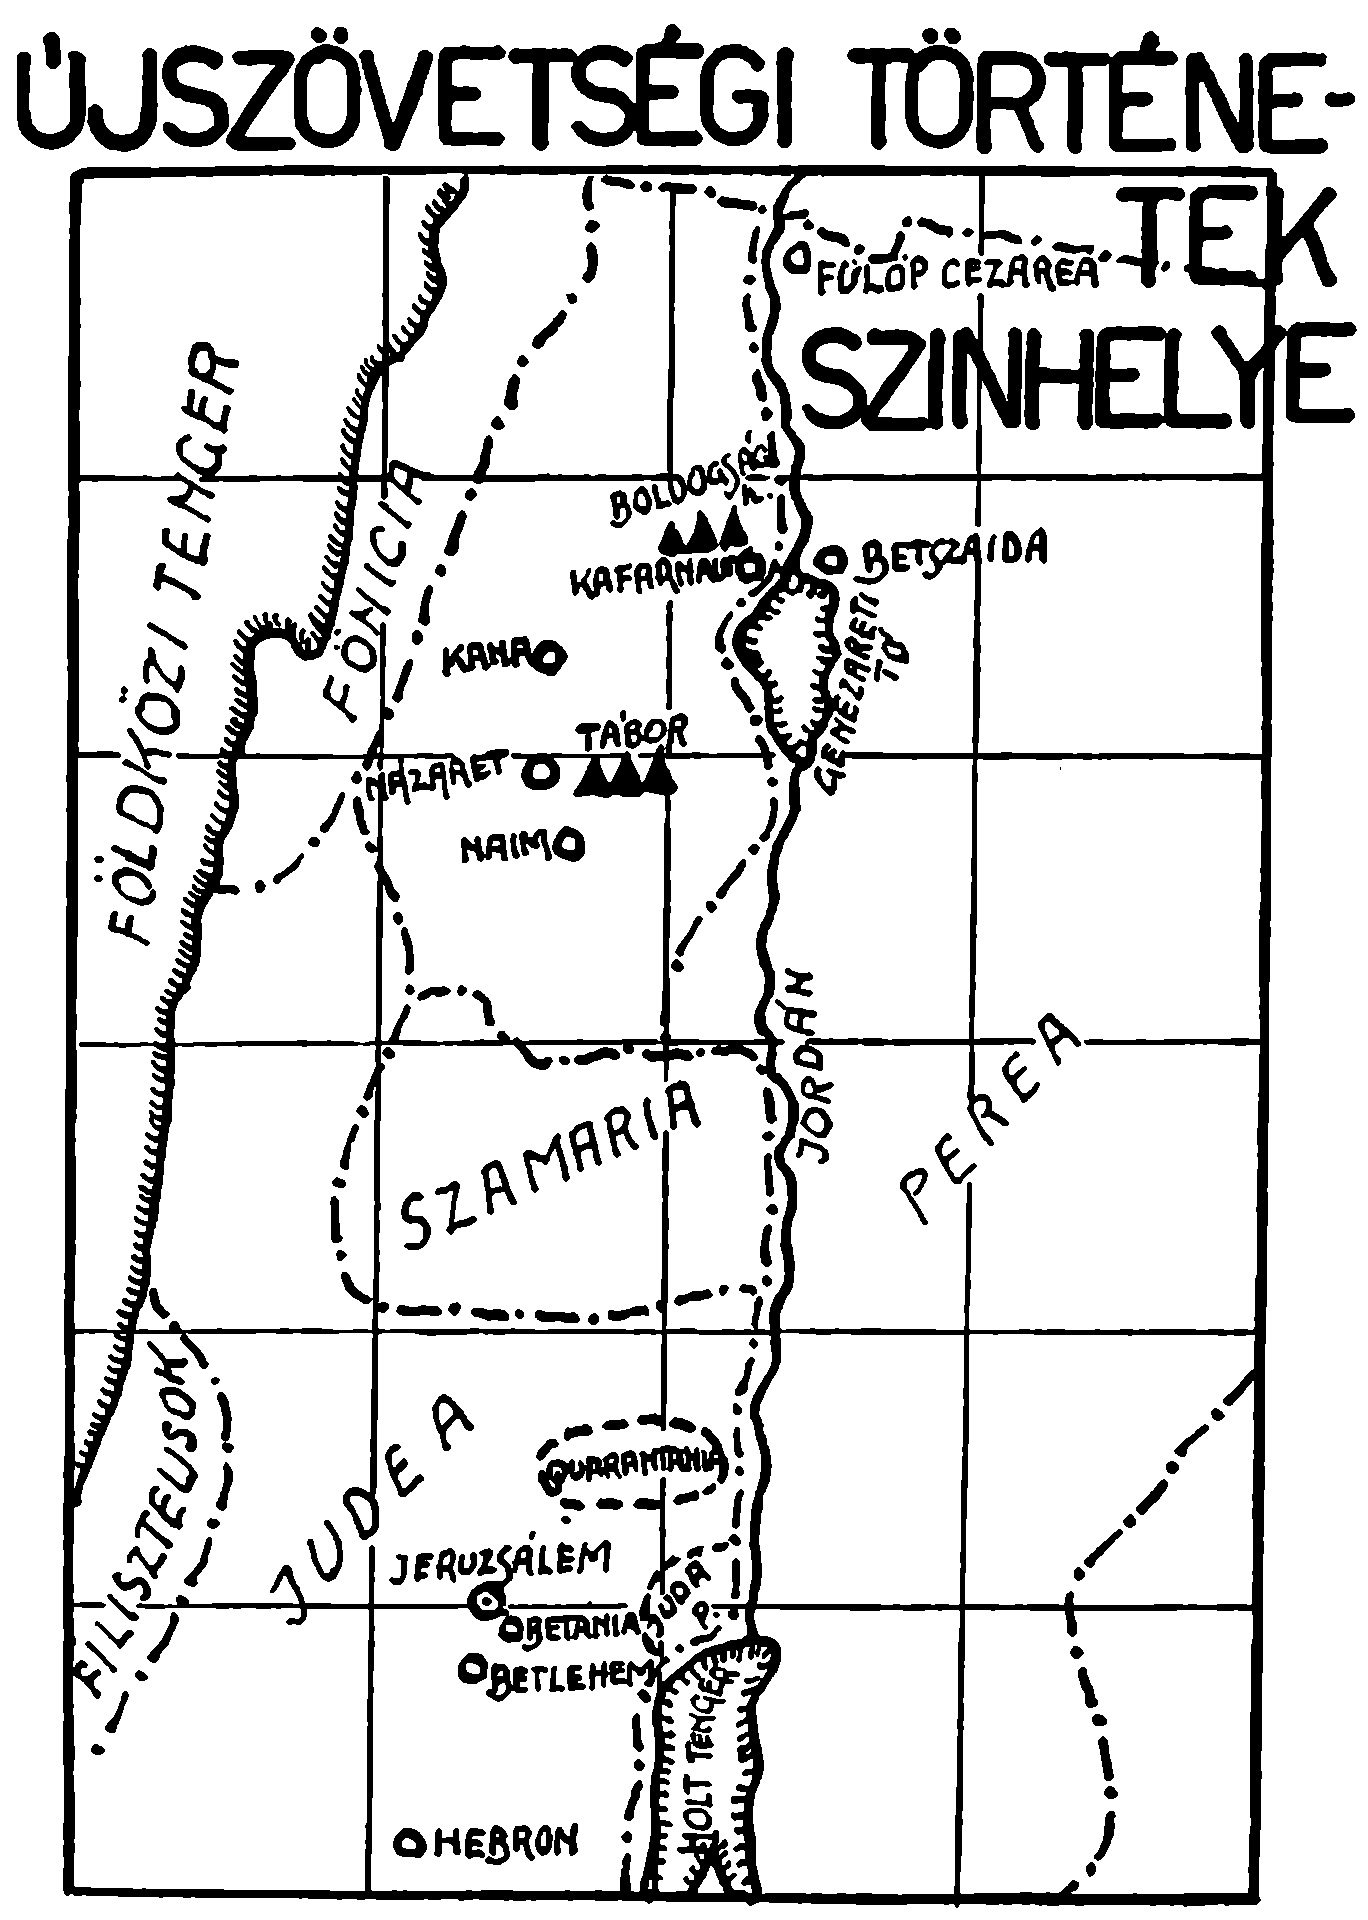 ÚJSZÖVETSÉGI TÖRTÉNE-
TEK
SZINHELYE
FÜLÖP CEZAREA
FÖLDKÖZI TENGER
FÖNICIA
BOLDOGSÁG
h.
KAFARNAUM
BETSZAIDA
GENEZARETI
TÓ
KANA
TÁBOR
NAZARET
NAIM
JORDÁN
PEREA
SZAMARIA
FILISZTEUSOK
JUDEA
QUARANTANIA
JERUZSÁLEM
JUDA
P.
BETANIA
BETLEHEM
HOLT TENGER
HEBRON